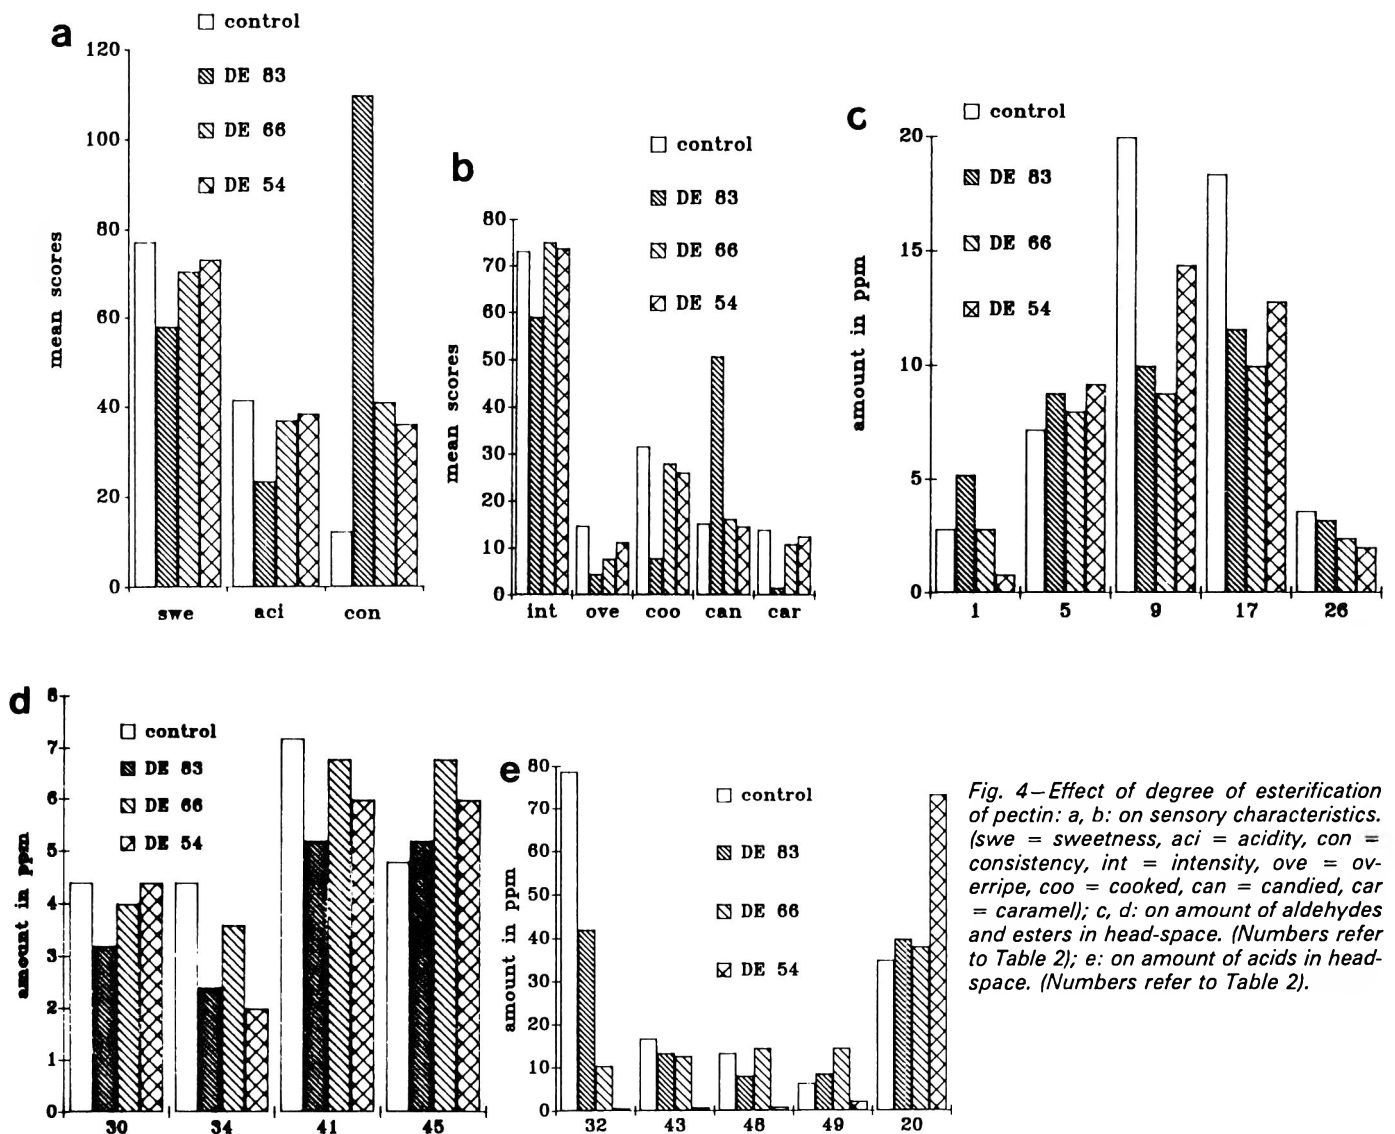 a
control
DE 83
DE 66
DE 54
mean scores
120
100
80
60
40
20
0
swe aci con
b
control
DE 83
DE 66
DE 54
mean scores
80
70
60
50
40
30
20
10
0
int ove coo can car
c
control
DE 83
DE 66
DE 54
amount in ppm
20
15
10
5
0
1 5 9 17 26
d
control
DE 83
DE 66
DE 54
amount in ppm
8
7
6
5
4
3
2
1
0
30 34 41 45
e
control
DE 83
DE 66
DE 54
amount in ppm
80
70
60
50
40
30
20
10
0
32 43 48 49 20
Fig. 4—Effect of degree of esterification
of pectin: a, b: on sensory characteristics.
(swe = sweetness, aci = acidity, con =
consistency, int = intensity, ove = ov-
erripe, coo = cooked, can = candied, car
= caramel); c, d: on amount of aldehydes
and esters in head-space. (Numbers refer
to Table 2); e: on amount of acids in head-
space. (Numbers refer to Table 2).